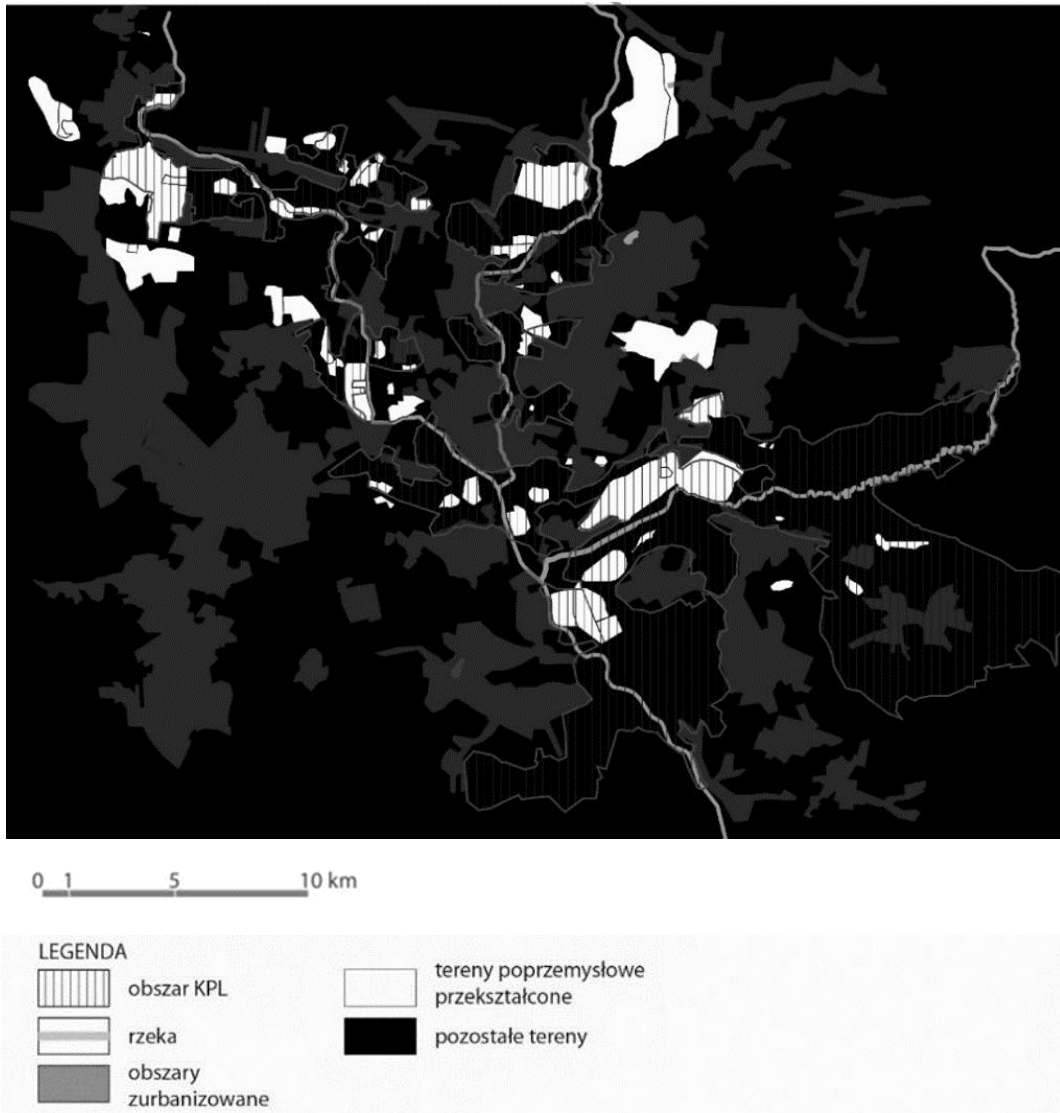 0 1 5 10 km
LEGENDA
obszar KPL
rzeka
obszary
zurbanizowane
tereny poprzemysłowe
przekształcone
pozostałe tereny